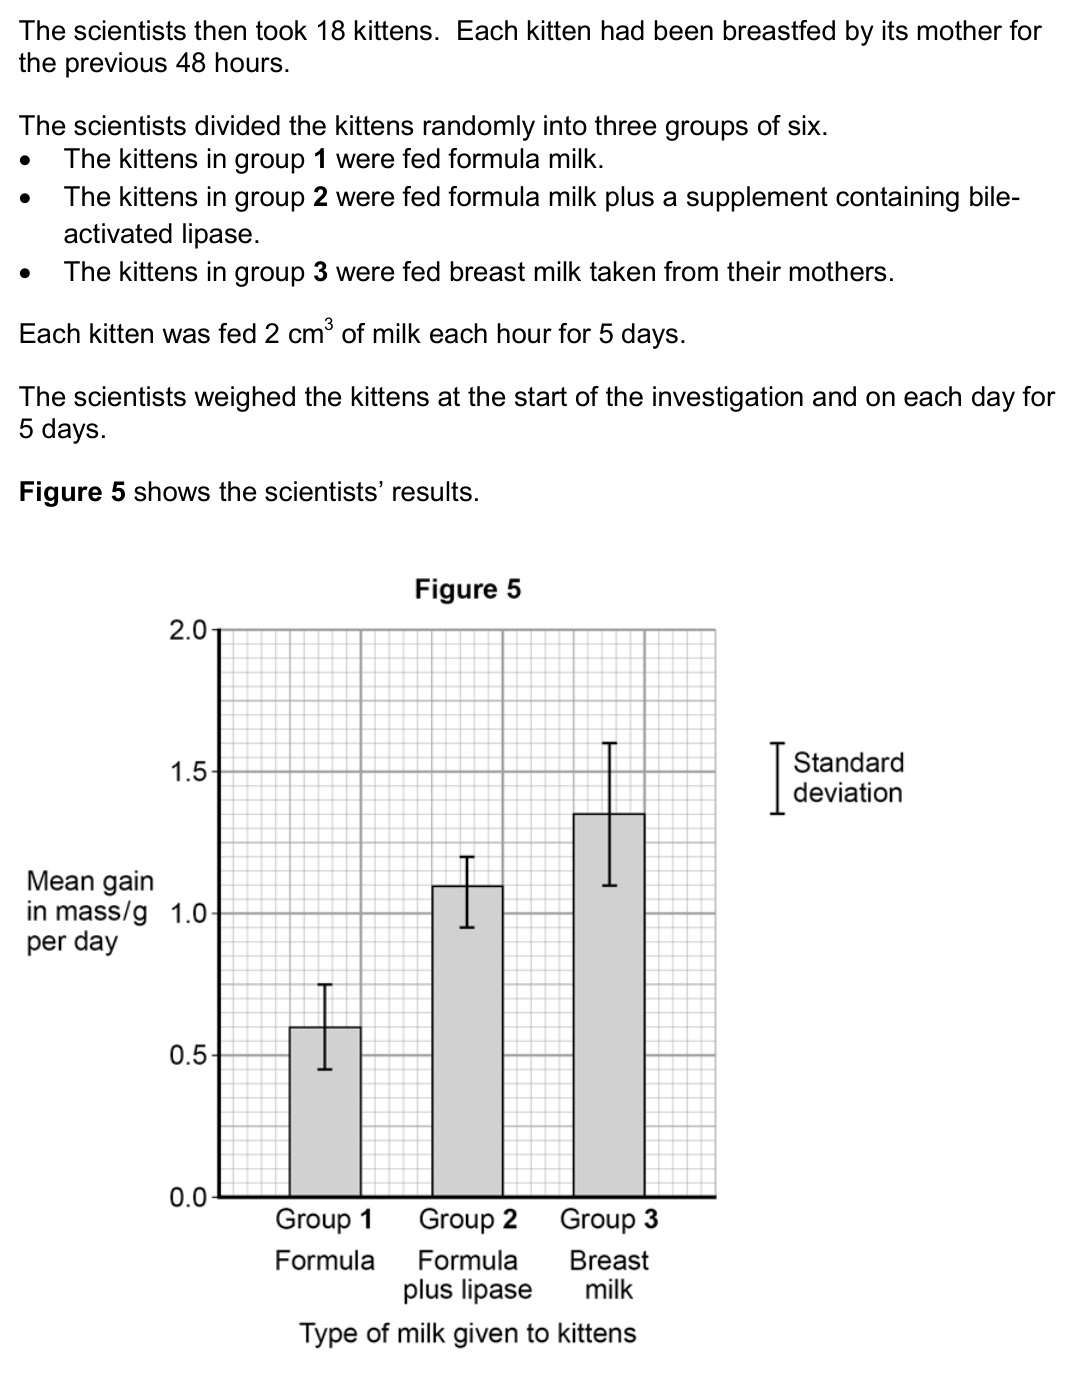 The scientists then took 18 kittens.  Each kitten had been breastfed by its mother for
the previous 48 hours.
The scientists divided the kittens randomly into three groups of six.
• The kittens in group 1 were fed formula milk.
• The kittens in group 2 were fed formula milk plus a supplement containing bile-
activated lipase.
• The kittens in group 3 were fed breast milk taken from their mothers.
Each kitten was fed 2 cm³ of milk each hour for 5 days.
The scientists weighed the kittens at the start of the investigation and on each day for
5 days.
Figure 5 shows the scientists’ results.
Figure 5
2.0
1.5
Standard
deviation
Mean gain
in mass/g
per day
1.0
0.5
0.0
Group 1 Group 2 Group 3
Formula Formula Breast
plus lipase milk
Type of milk given to kittens